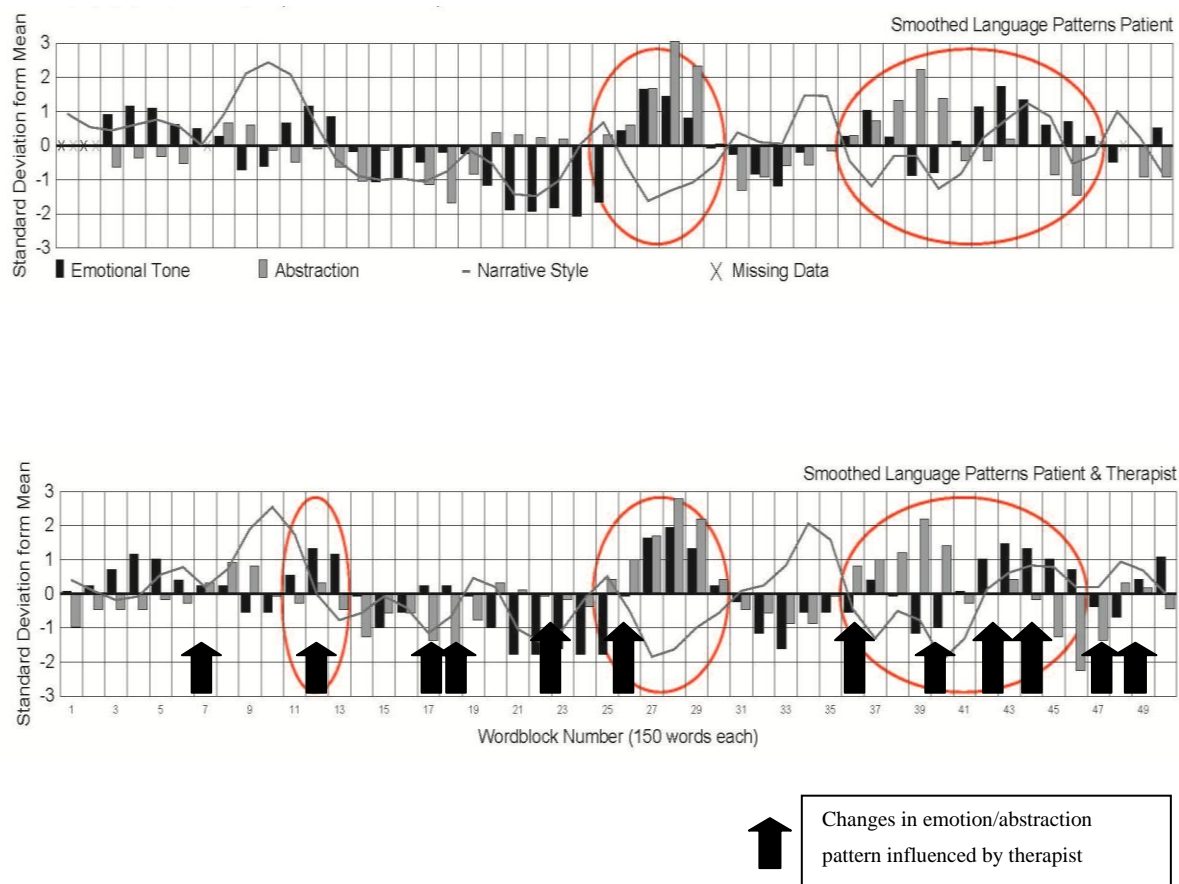 Smoothed Language Patterns Patient
Standard Deviation form Mean
3
2
1
0
-1
-2
-3
Emotional Tone
Abstraction
Narrative Style
X Missing Data
Smoothed Language Patterns Patient & Therapist
Standard Deviation form Mean
3
2
1
0
-1
-2
-3
1 3 5 7 9 11 13 15 17 19 21 23 25 27 29 31 33 35 37 39 41 43 45 47 49
Wordblock Number (150 words each)
Changes in emotion/abstraction
pattern influenced by therapist